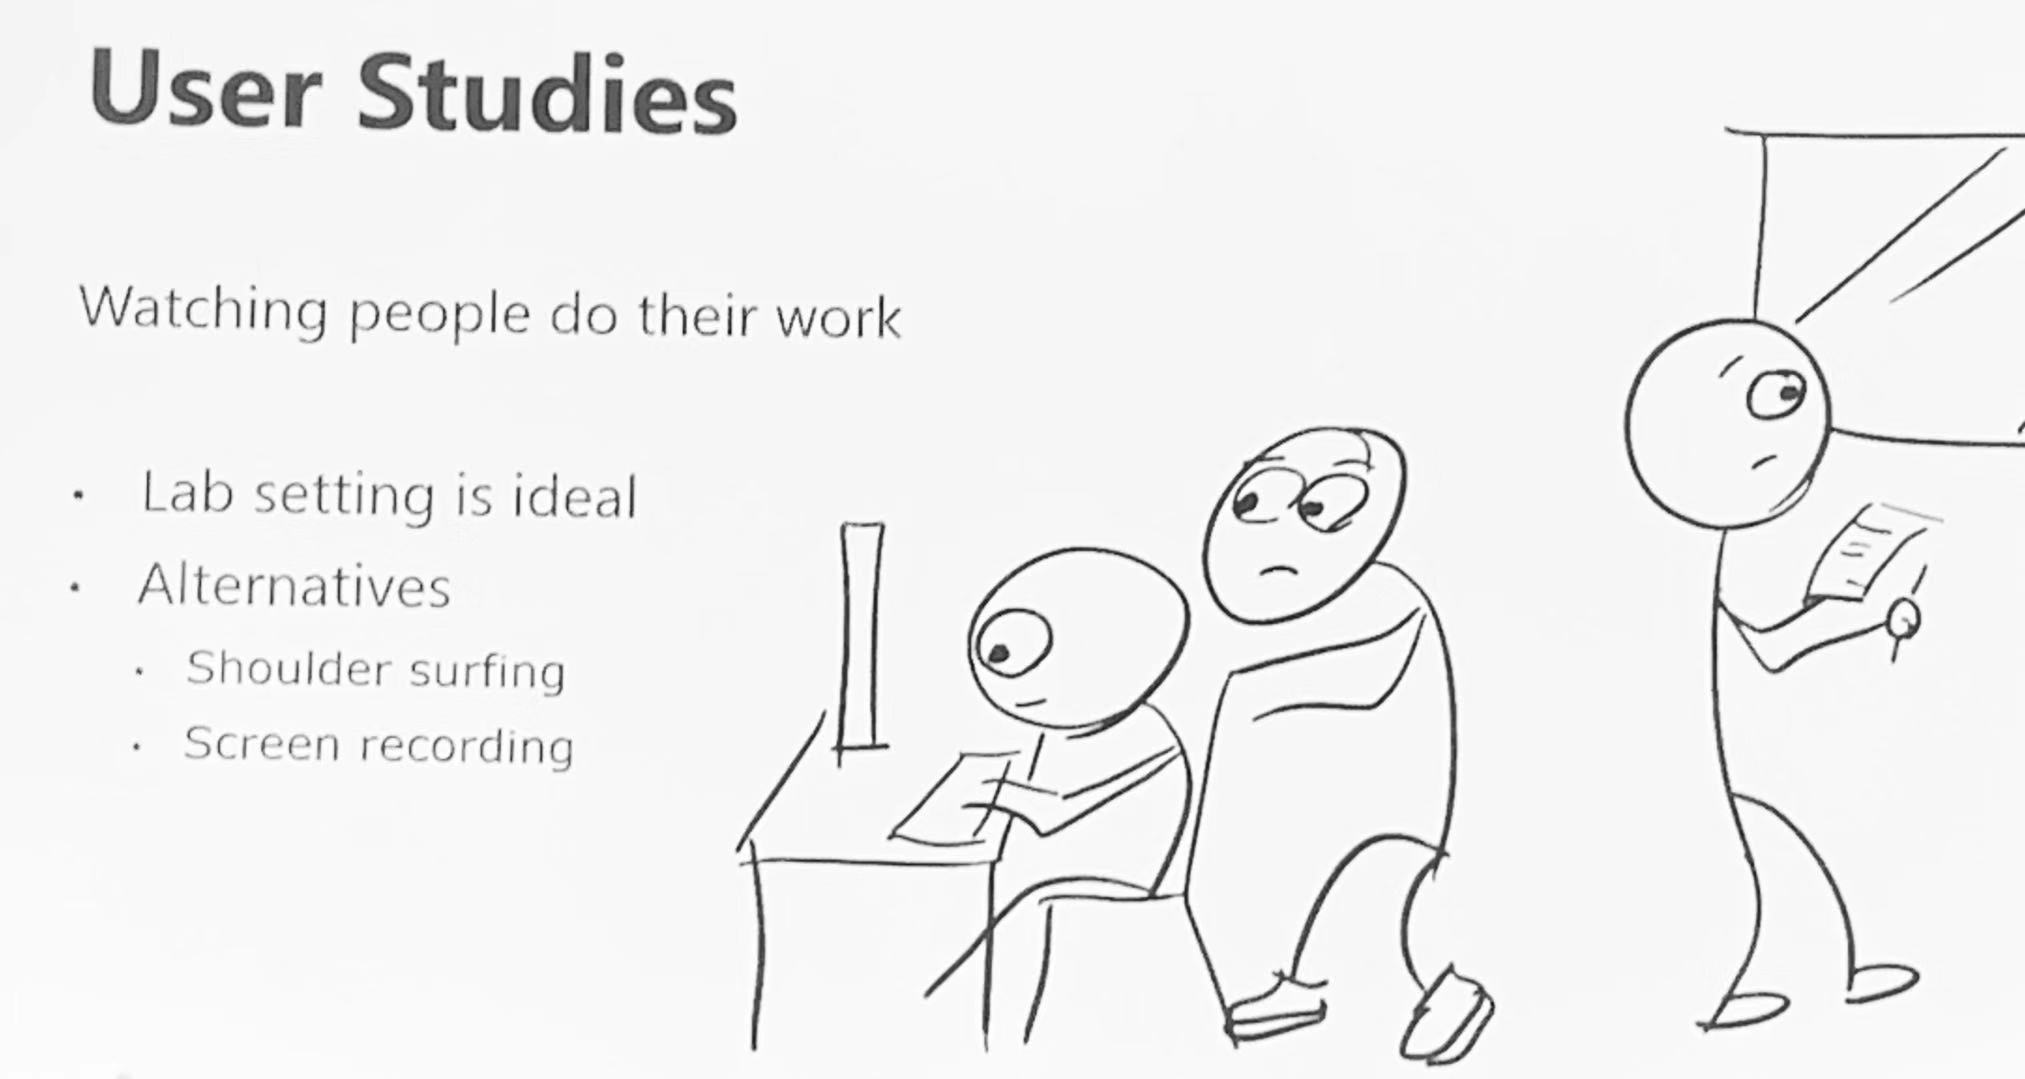 User Studies
Watching people do their work
• Lab setting is ideal
• Alternatives
• Shoulder surfing
• Screen recording